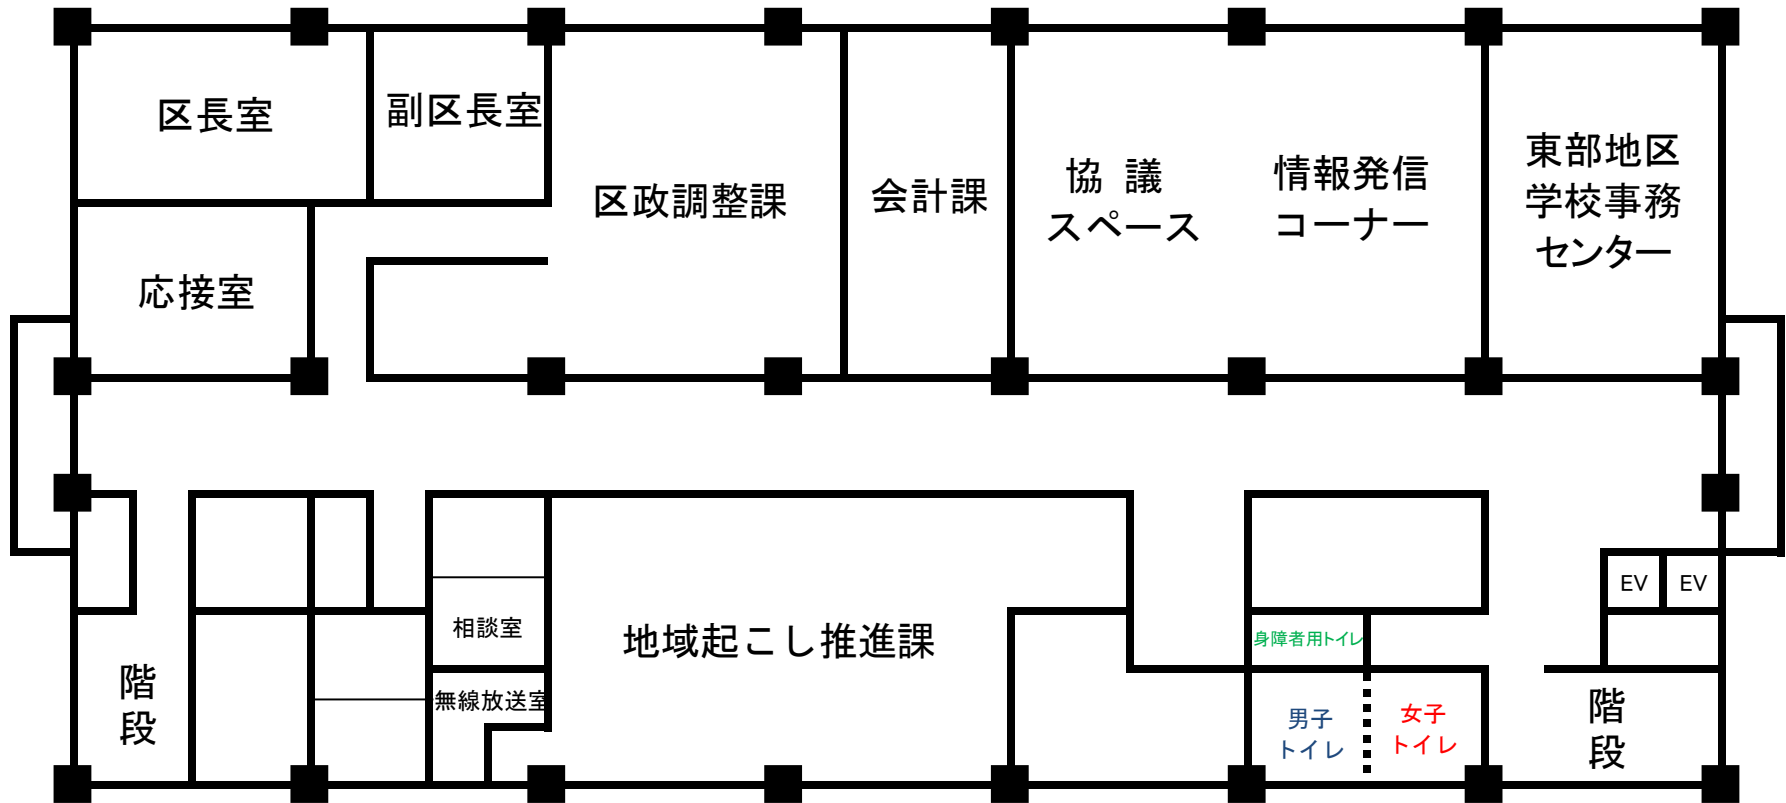 区長室
副区長室
区政調整課
会計課
協 議
スペース
情報発信
コーナー
東部地区
学校事務
センター
応接室
EV
EV
相談室
地域起こし推進課
身障者用トイレ
無線放送室
階
段
男子
トイレ
女子
トイレ
階
段